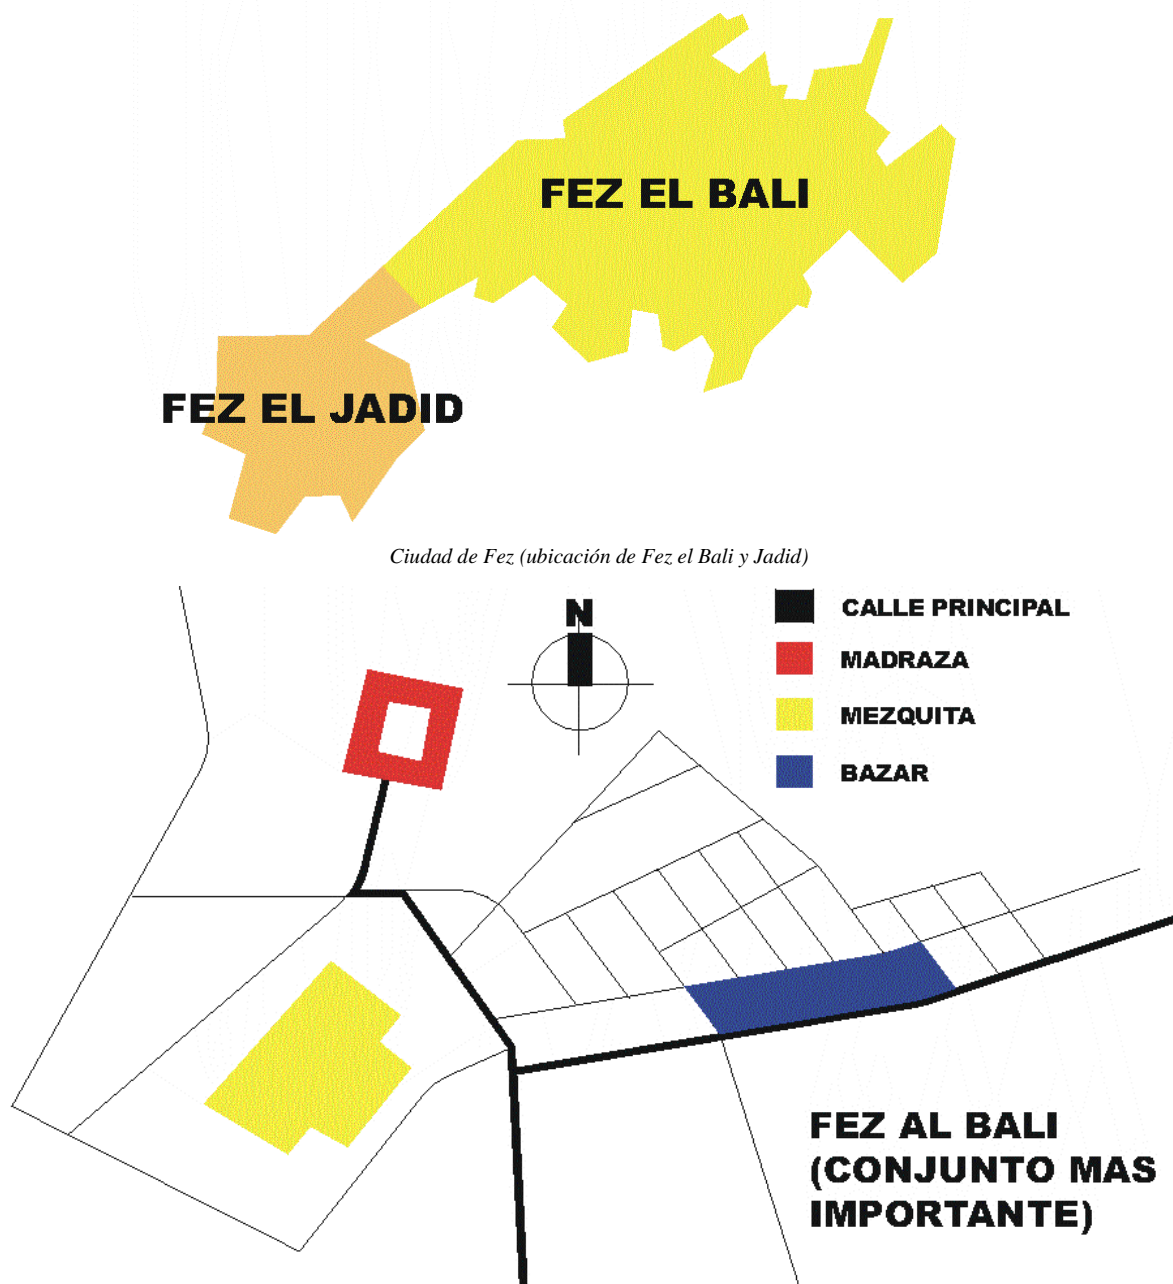 FEZ EL BALI
FEZ EL JADID
Ciudad de Fez (ubicación de Fez el Bali y Jadid)
N
CALLE PRINCIPAL
MADRAZA
MEZQUITA
BAZAR
FEZ AL BALI
(CONJUNTO MAS
IMPORTANTE)